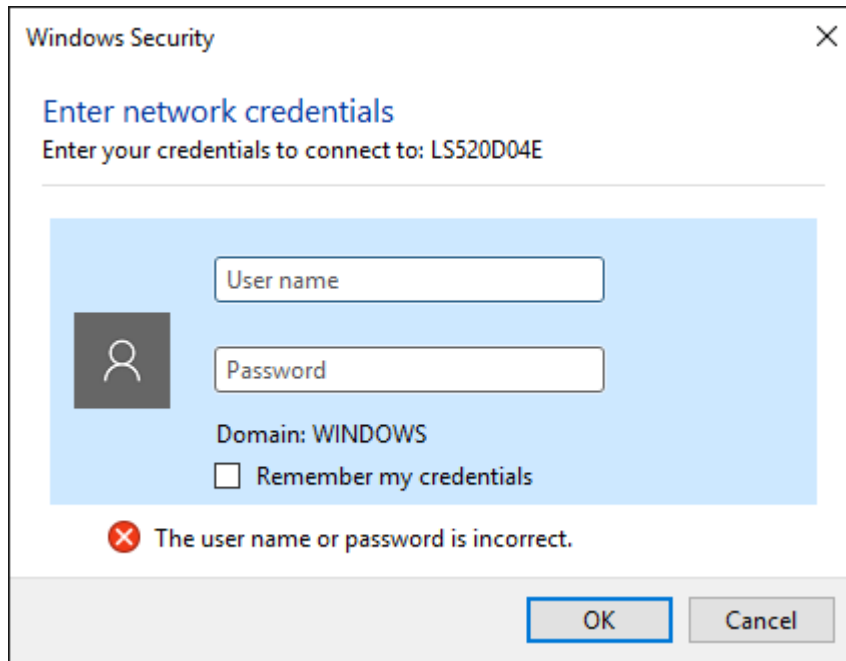 Windows Security
Enter network credentials
Enter your credentials to connect to: LS520D04E
User name
Password
Domain: WINDOWS
Remember my credentials
The user name or password is incorrect.
OK
Cancel